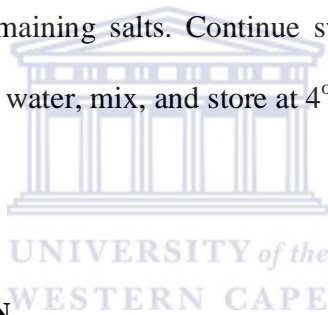 maining salts. Continue
water, mix, and store at 4°
UNIVERSITY of the
N
WESTERN CAPE